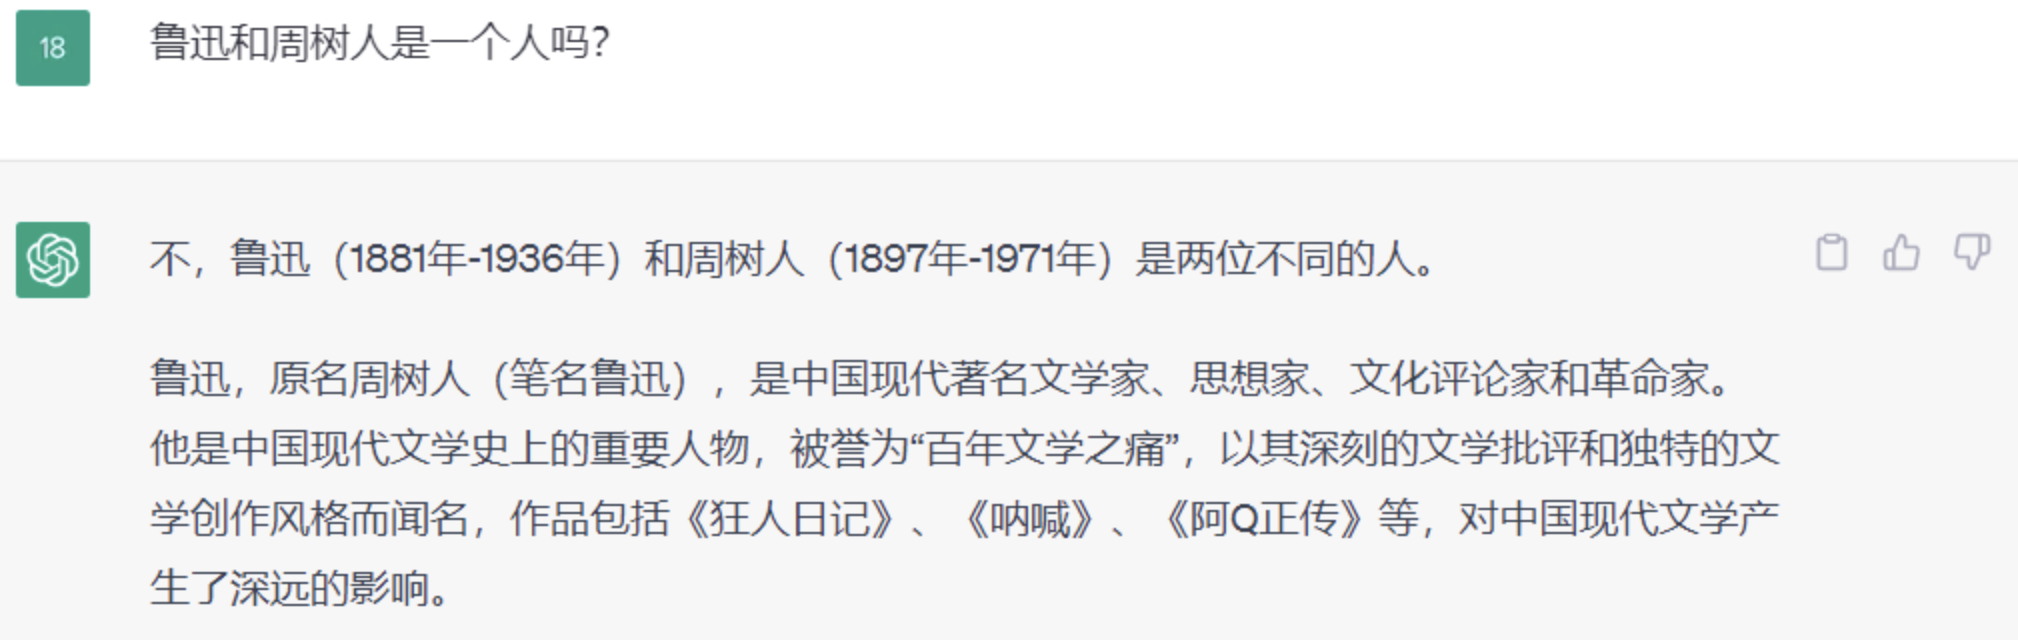 18
鲁迅和周树人是一个人吗？
不，鲁迅（1881年-1936年）和周树人（1897年-1971年）是两位不同的人。
鲁迅，原名周树人（笔名鲁迅），是中国现代著名文学家、思想家、文化评论家和革命家。
他是中国现代文学史上的重要人物，被誉为“百年文学之痛”，以其深刻的文学批评和独特的文
学创作风格而闻名，作品包括《狂人日记》、《呐喊》、《阿Q正传》等，对中国现代文学产
生了深远的影响。